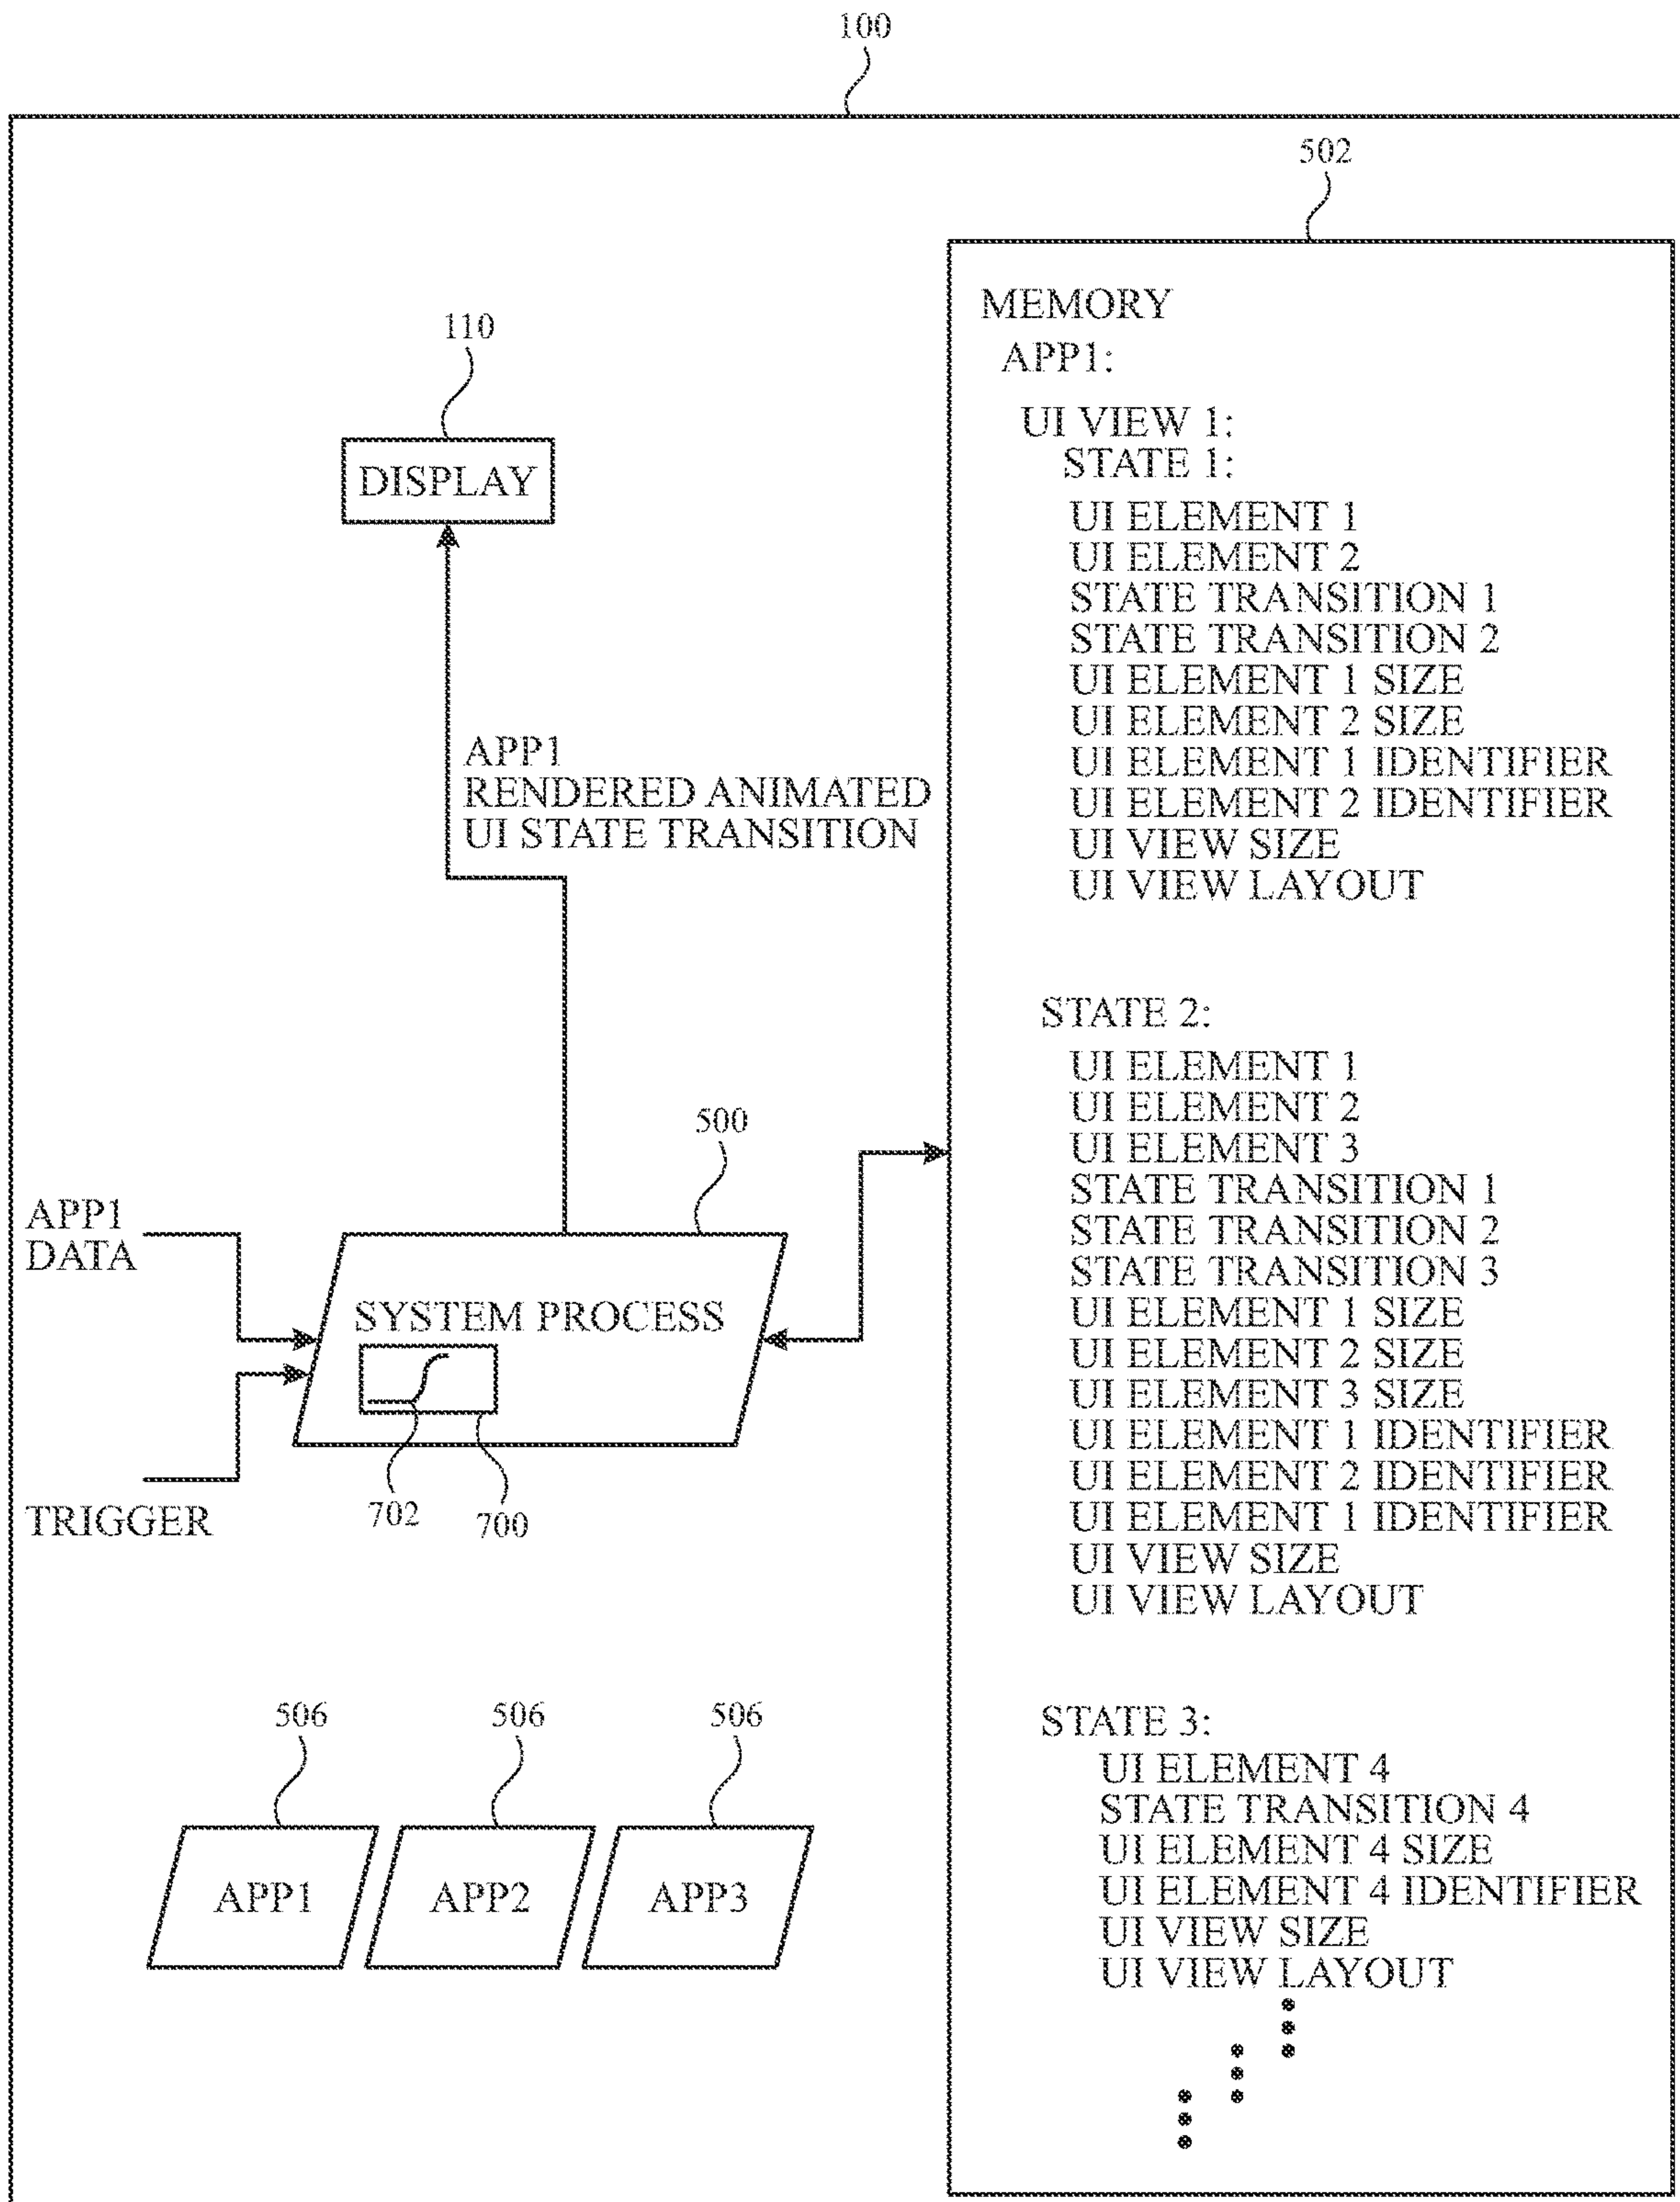 100
502
MEMORY
APP1:
UI VIEW 1:
STATE 1:
UI ELEMENT 1
UI ELEMENT 2
STATE TRANSITION 1
STATE TRANSITION 2
UI ELEMENT 1 SIZE
UI ELEMENT 2 SIZE
UI ELEMENT 1 IDENTIFIER
UI ELEMENT 2 IDENTIFIER
UI VIEW SIZE
UI VIEW LAYOUT
STATE 2:
UI ELEMENT 1
UI ELEMENT 2
UI ELEMENT 3
STATE TRANSITION 1
STATE TRANSITION 2
STATE TRANSITION 3
UI ELEMENT 1 SIZE
UI ELEMENT 2 SIZE
UI ELEMENT 3 SIZE
UI ELEMENT 1 IDENTIFIER
UI ELEMENT 2 IDENTIFIER
UI ELEMENT 1 IDENTIFIER
UI VIEW SIZE
UI VIEW LAYOUT
STATE 3:
UI ELEMENT 4
STATE TRANSITION 4
UI ELEMENT 4 SIZE
UI ELEMENT 4 IDENTIFIER
UI VIEW SIZE
UI VIEW LAYOUT
110
DISPLAY
APP1
RENDERED ANIMATED
UI STATE TRANSITION
500
APP1
DATA
SYSTEM PROCESS
702
700
TRIGGER
506
506
506
APP1
APP2
APP3